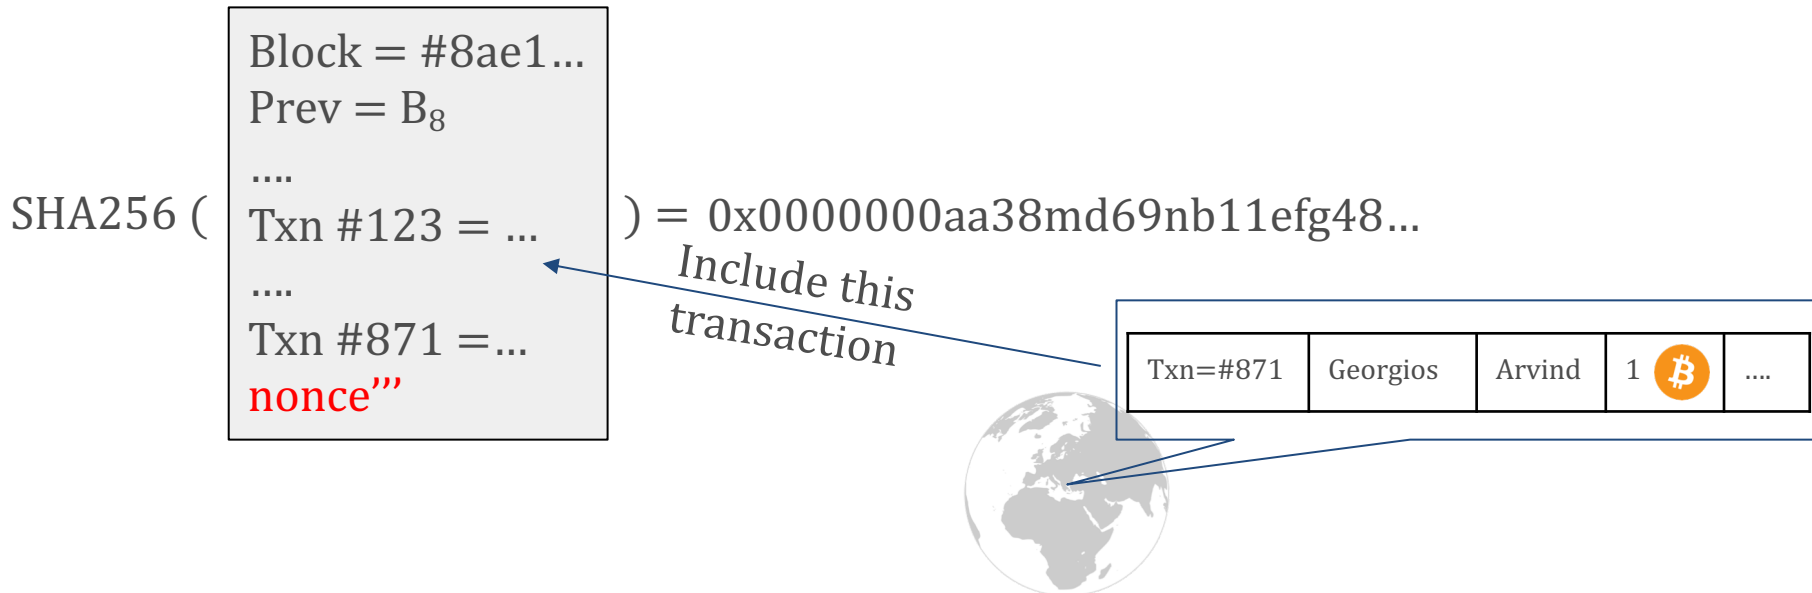 Block = #8ae1...
Prev = B₈
....
SHA256 ( Txn #123 = ... ) = 0x0000000aa38md69nb11efg48...
....
Txn #871 =...
nonce’’’
Include this
transaction
Txn=#871 Georgios Arvind 1 ₿ ....